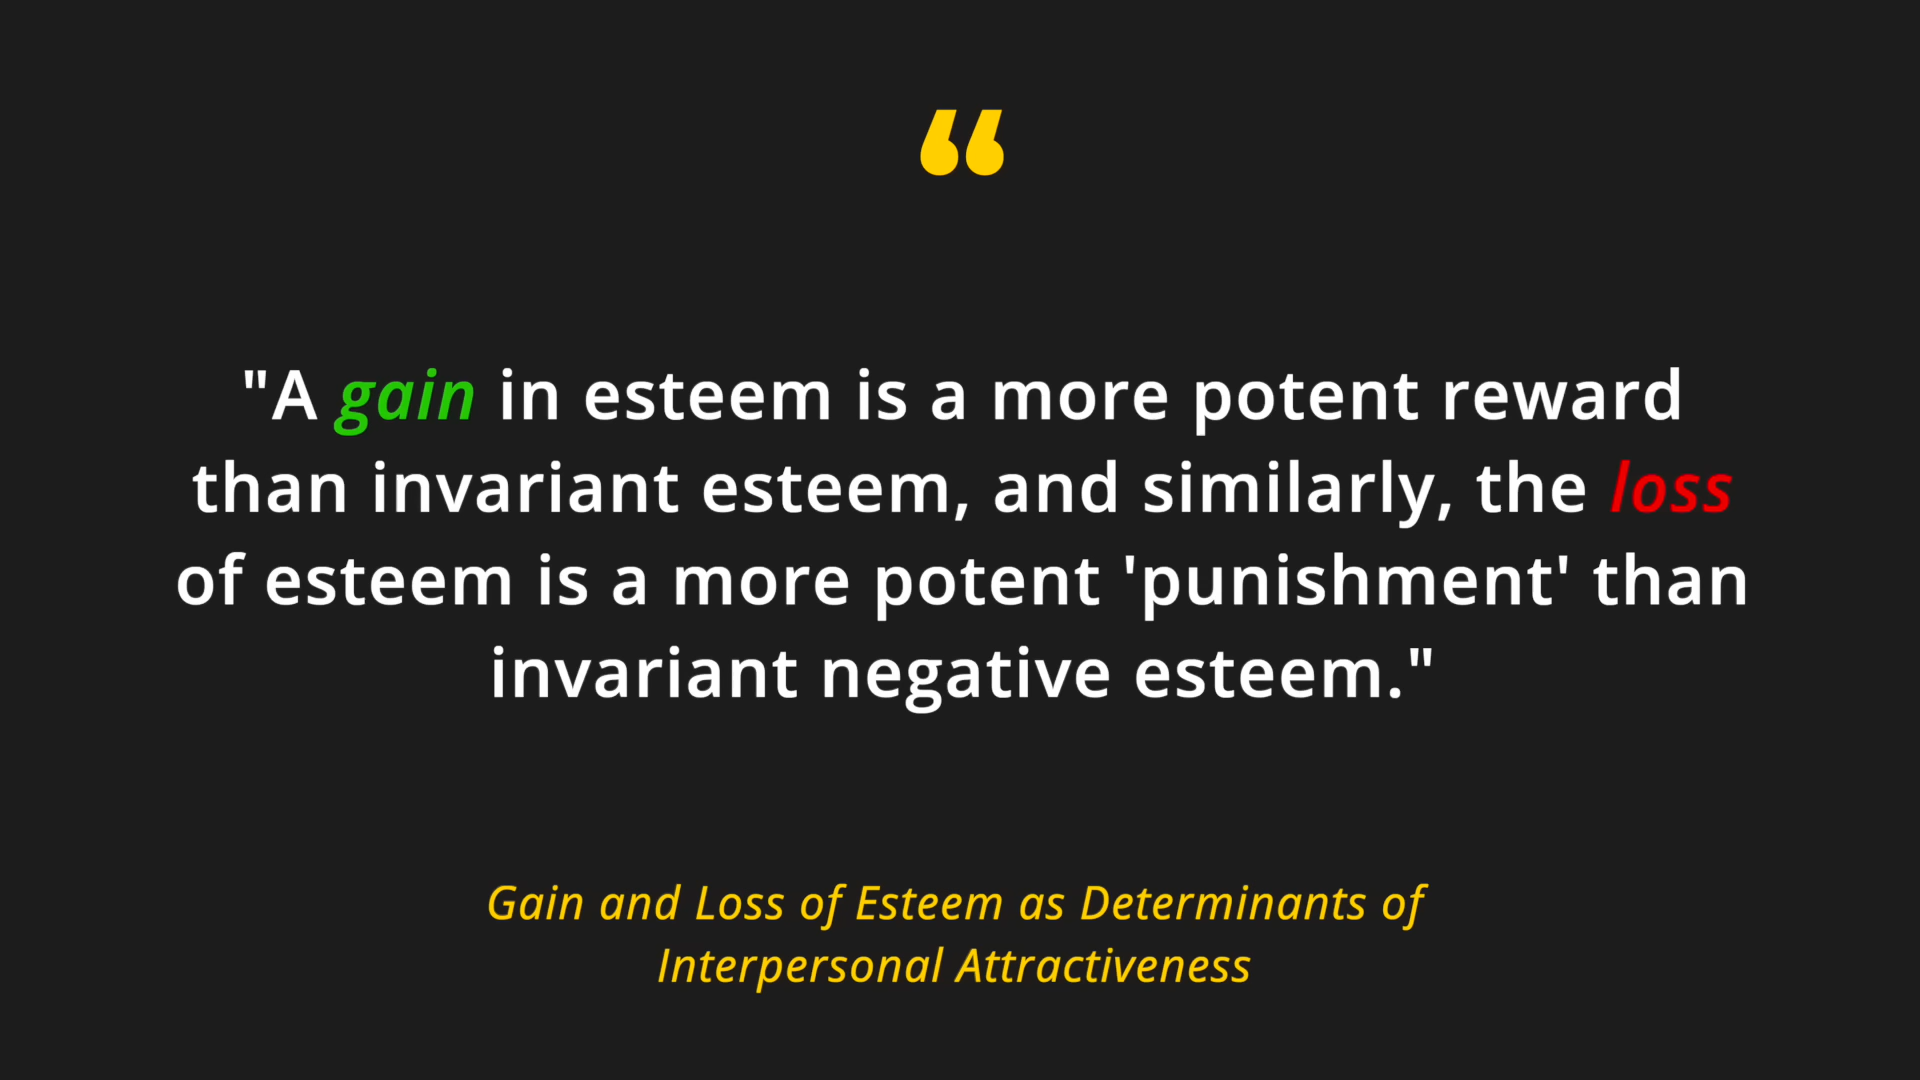 “
"A gain in esteem is a more potent reward
than invariant esteem, and similarly, the loss
of esteem is a more potent 'punishment' than
invariant negative esteem."
Gain and Loss of Esteem as Determinants of
Interpersonal Attractiveness